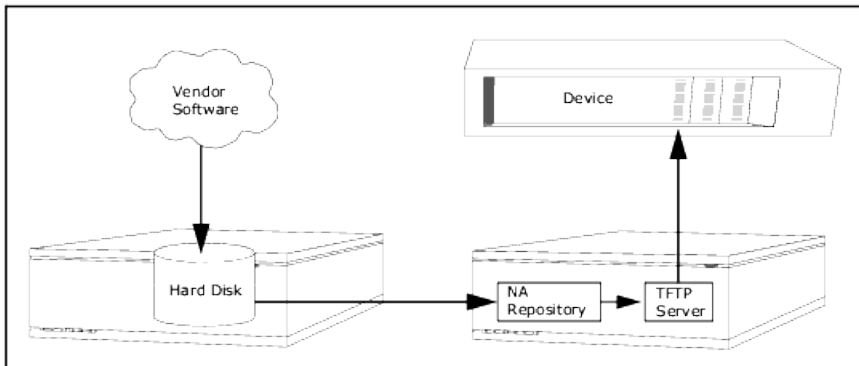 Vendor
Software
Device
Hard Disk
NA
Repository
TFTP
Server